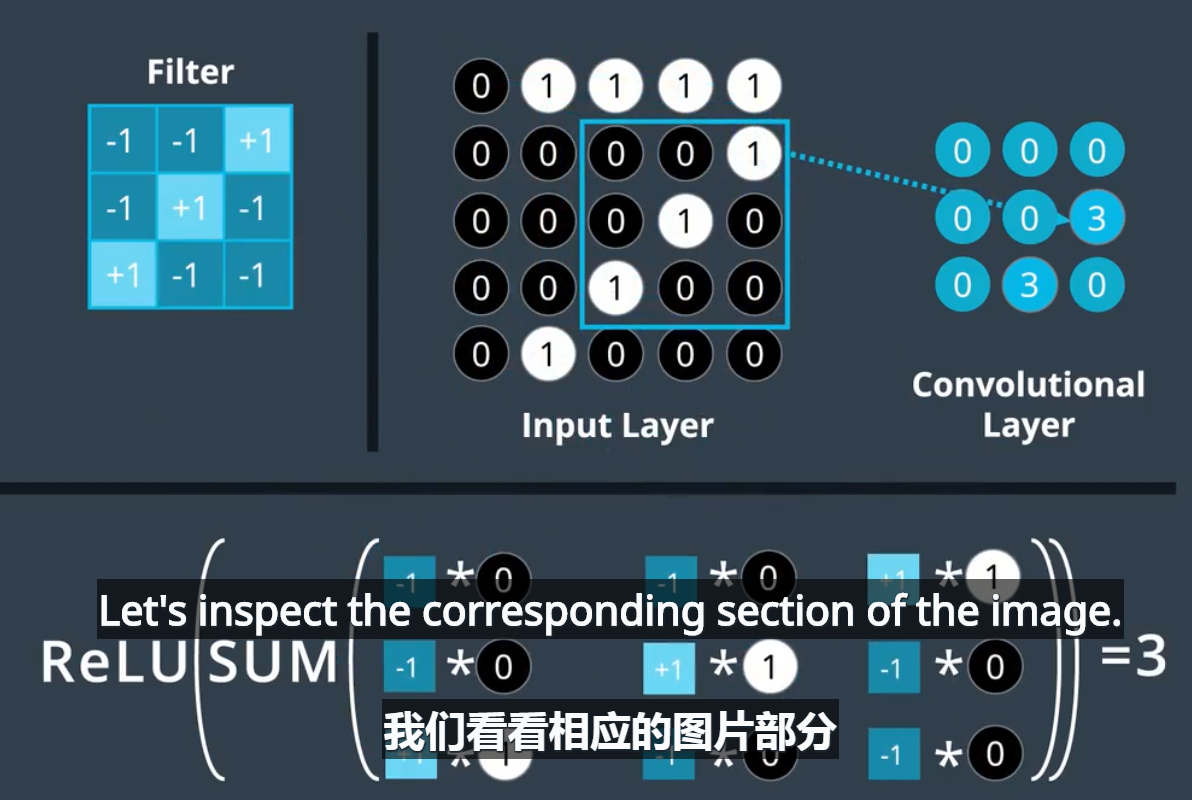 Filter
-1 -1 +1
-1 +1 -1
+1 -1 -1
0 1 1 1 1
0 0 0 0 1
0 0 0 1 0
0 0 1 0 0
0 1 0 0 0
Input Layer
0 0 0
0 0 3
0 3 0
Convolutional
Layer
-1 * 0 -1 * 0 +1 * 1
Let's inspect the corresponding section of the image.
ReLU(SUM( -1 * 0 +1 * 1 -1 * 0 )) =3
我们看看相应的图片部分
+1 * 1 -1 * 0 -1 * 0